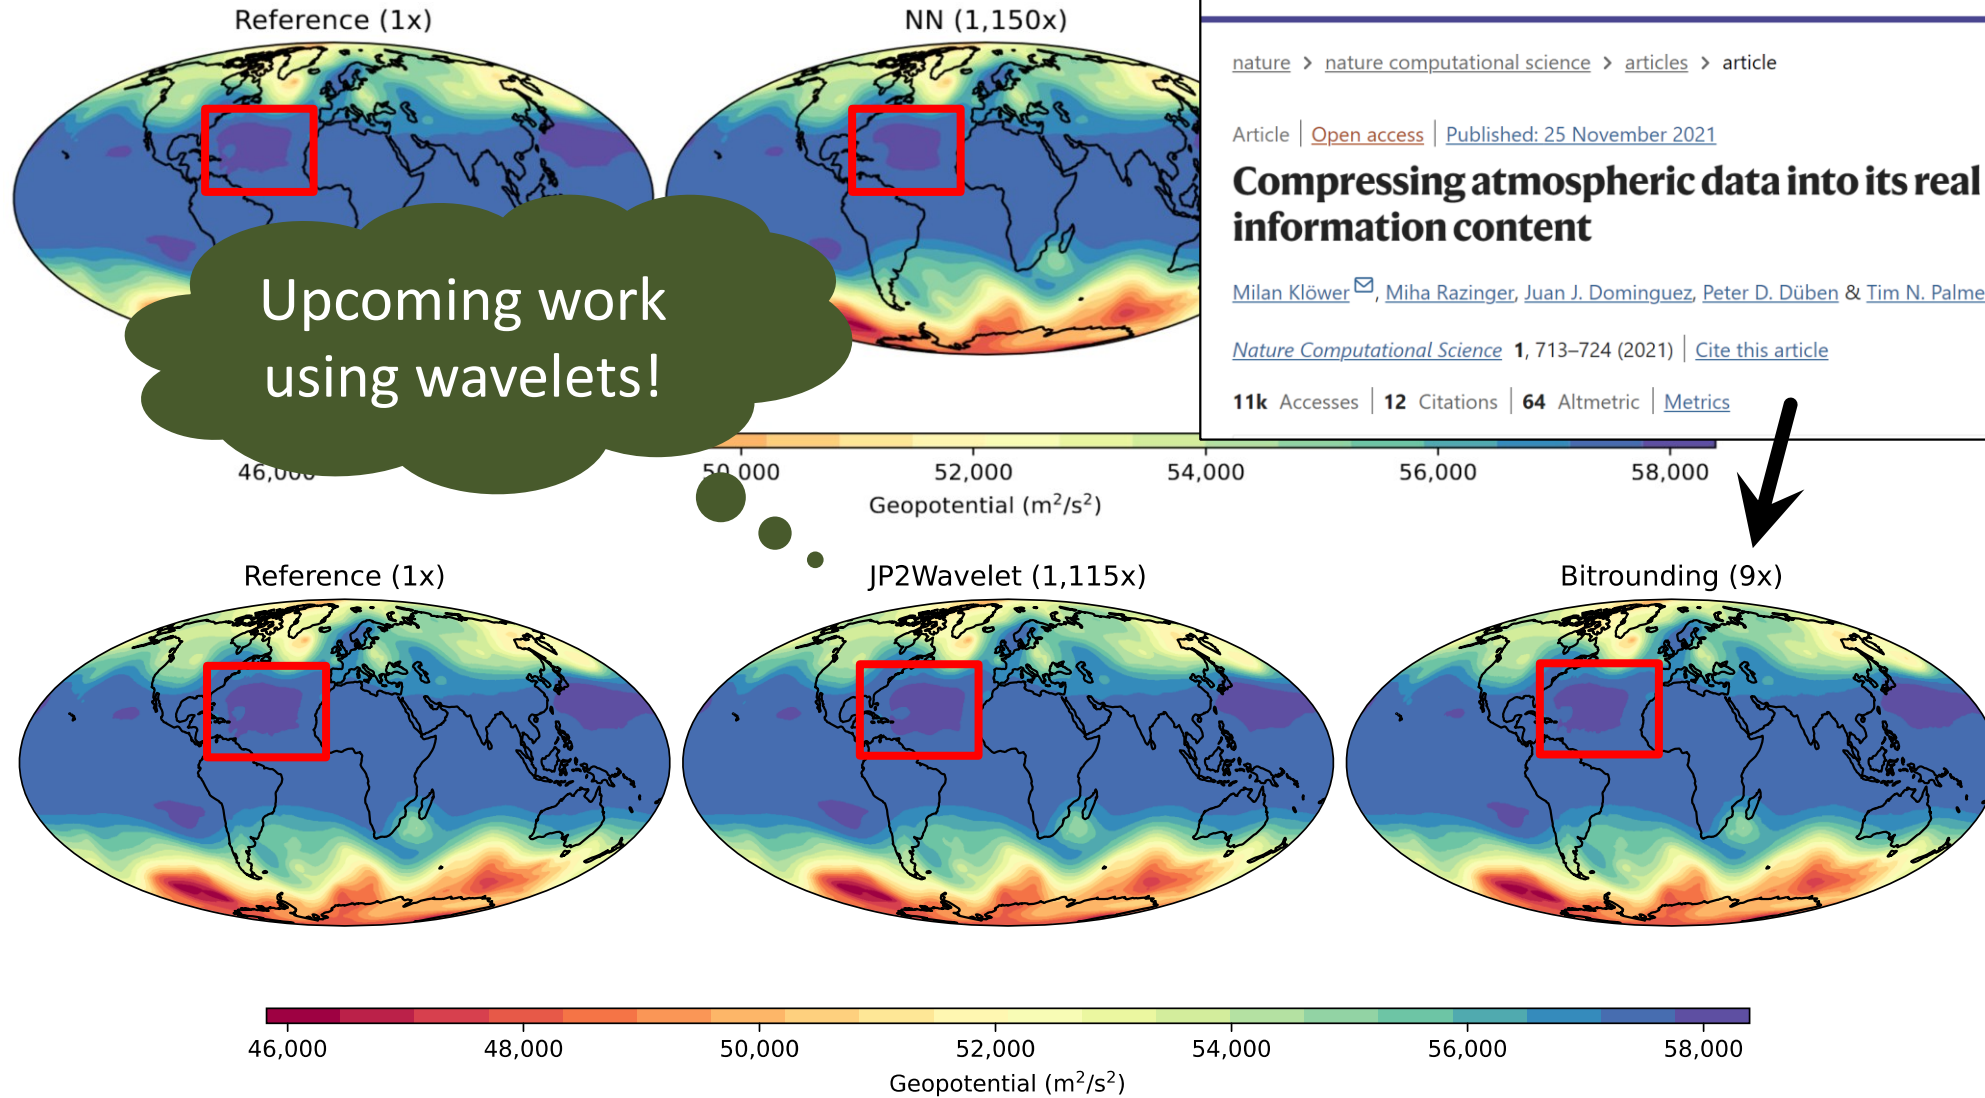 Reference (1x)
NN (1,150x)
nature > nature computational science > articles > article
Article | Open access | Published: 25 November 2021
Compressing atmospheric data into its real
information content
Milan Klöwer, Miha Razinger, Juan J. Dominguez, Peter D. Düben & Tim N. Palme
Nature Computational Science 1, 713–724 (2021) | Cite this article
11k Accesses | 12 Citations | 64 Altmetric | Metrics
Upcoming work
using wavelets!
46,000 50,000 52,000 54,000 56,000 58,000
Geopotential (m²/s²)
Reference (1x)
JP2Wavelet (1,115x)
Bitrounding (9x)
46,000 48,000 50,000 52,000 54,000 56,000 58,000
Geopotential (m²/s²)